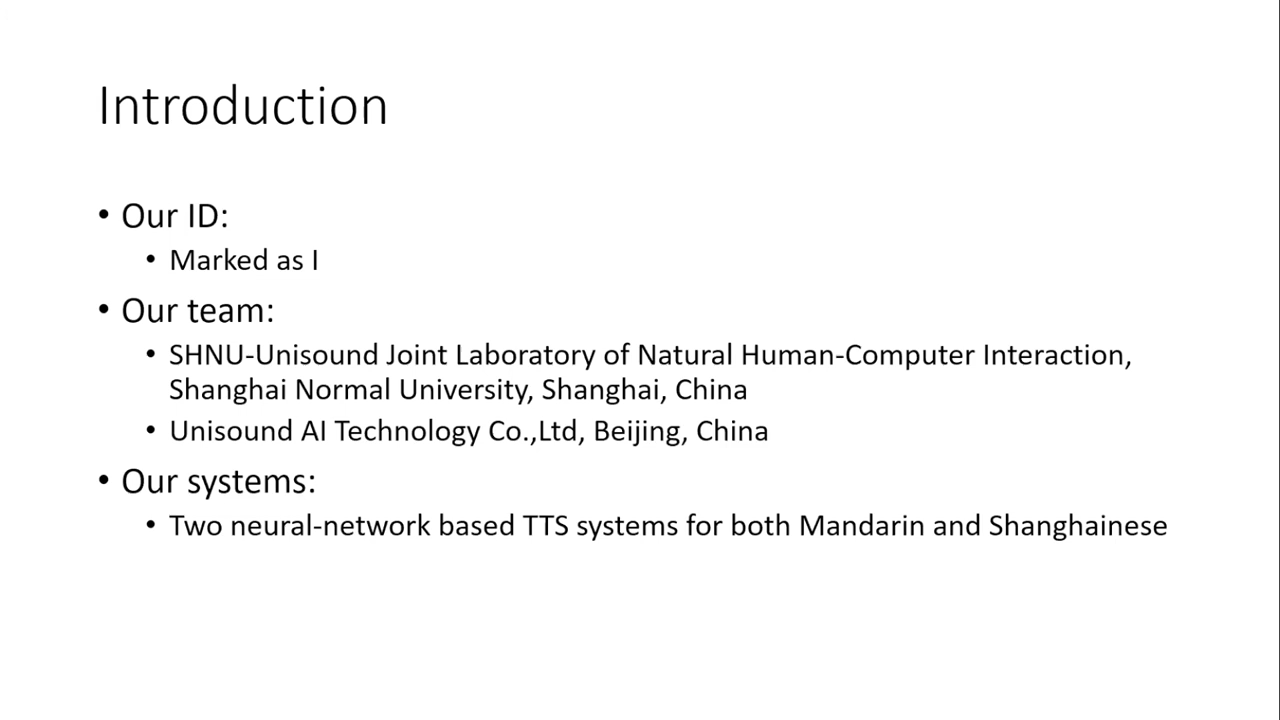 Introduction
• Our ID:
• Marked as I
• Our team:
• SHNU-Unisound Joint Laboratory of Natural Human-Computer Interaction,
Shanghai Normal University, Shanghai, China
• Unisound AI Technology Co.,Ltd, Beijing, China
• Our systems:
• Two neural-network based TTS systems for both Mandarin and Shanghainese